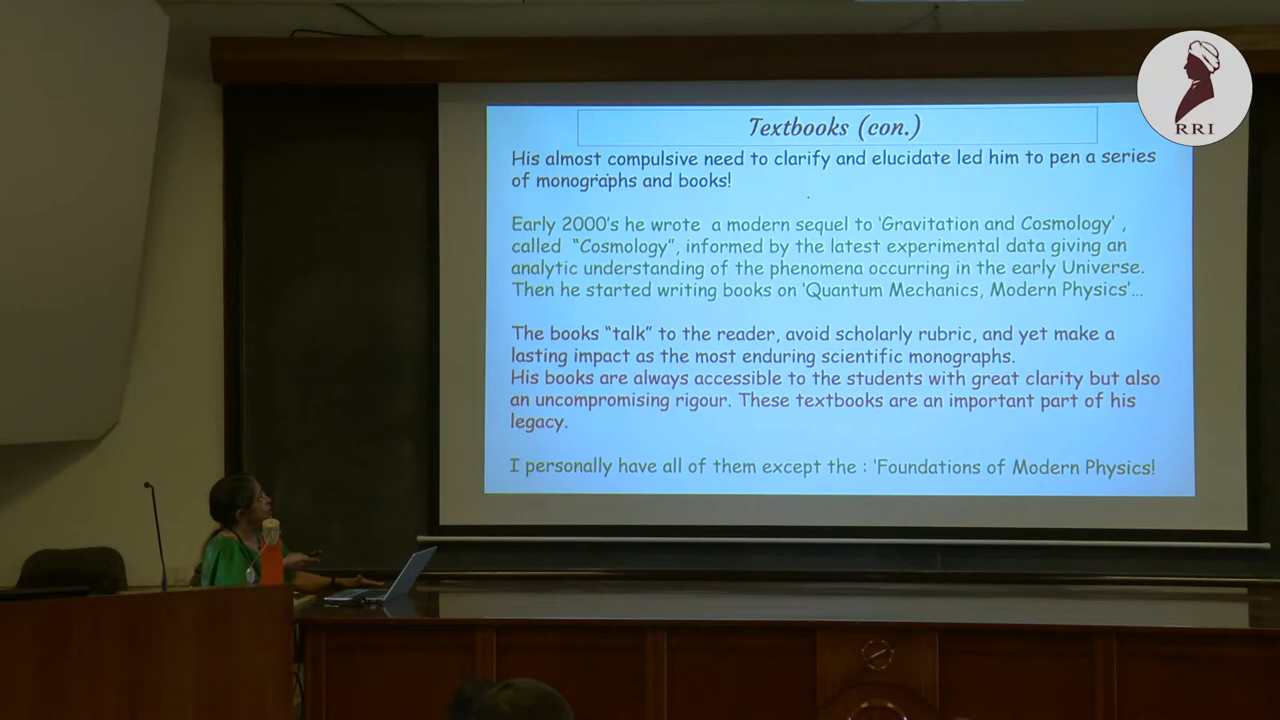 RRI
Textbooks (con.)
His almost compulsive need to clarify and elucidate led him to pen a series
of monographs and books!
Early 2000's he wrote a modern sequel to 'Gravitation and Cosmology' ,
called "Cosmology", informed by the latest experimental data giving an
analytic understanding of the phenomena occurring in the early Universe.
Then he started writing books on 'Quantum Mechanics, Modern Physics'...
The books "talk" to the reader, avoid scholarly rubric, and yet make a
lasting impact as the most enduring scientific monographs.
His books are always accessible to the students with great clarity but also
an uncompromising rigour. These textbooks are an important part of his
legacy.
I personally have all of them except the : 'Foundations of Modern Physics!